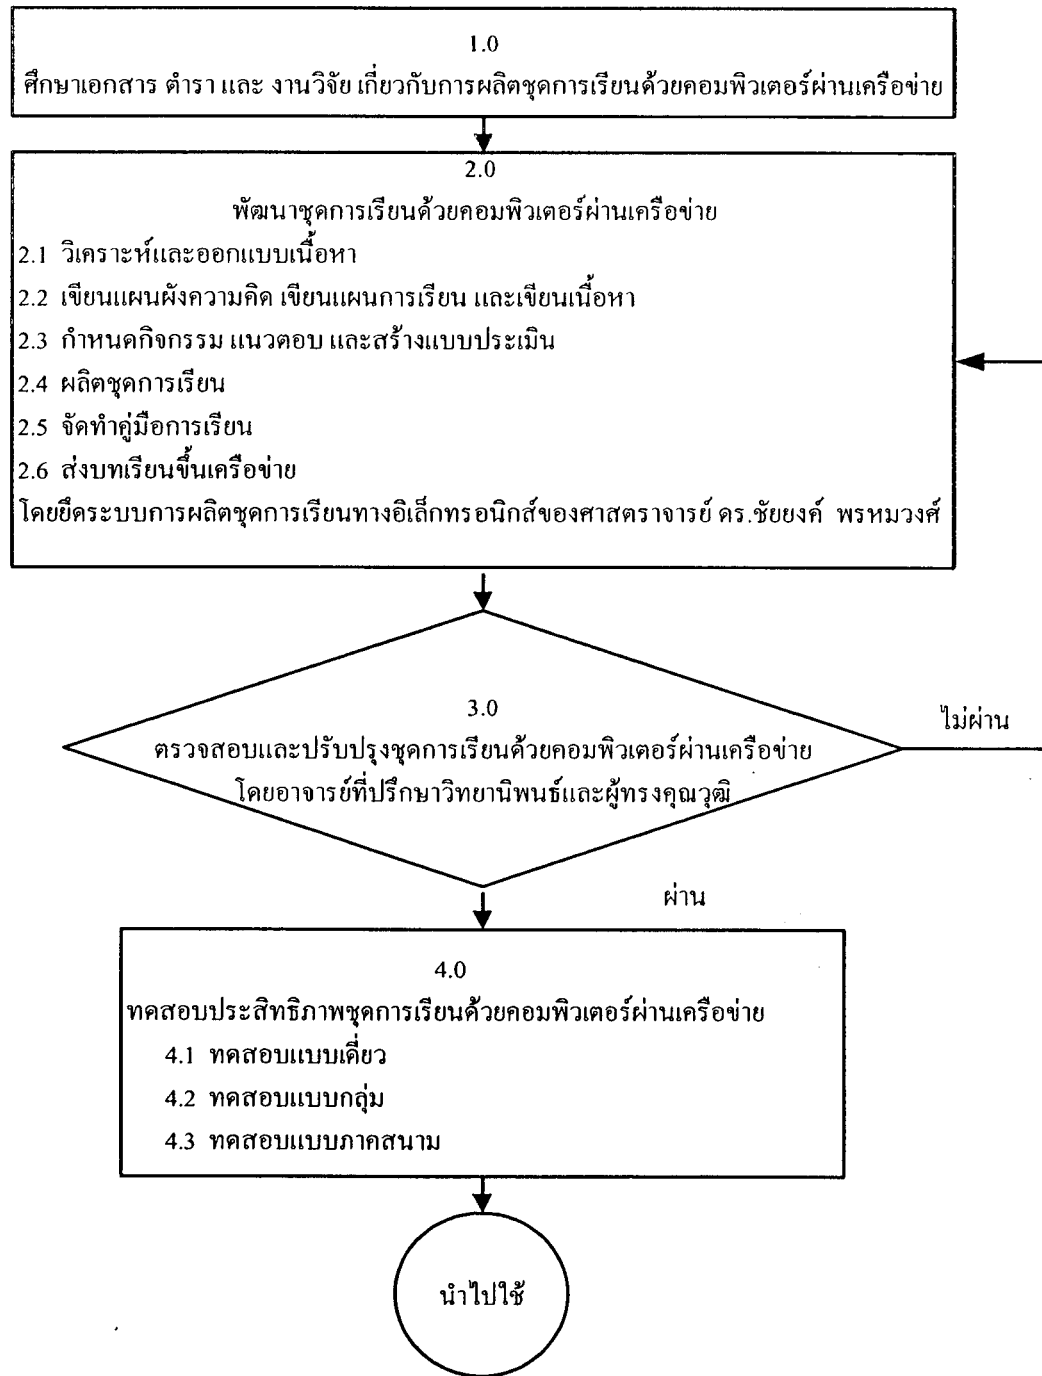 1.0
ศึกษาเอกสาร ตำรา และ งานวิจัย เกี่ยวกับการผลิตชุดการเรียนด้วยคอมพิวเตอร์ผ่านเครือข่าย
2.0
พัฒนาชุดการเรียนด้วยคอมพิวเตอร์ผ่านเครือข่าย
2.1 วิเคราะห์และออกแบบเนื้อหา
2.2 เขียนแผนผังความคิด เขียนแผนการเรียน และเขียนเนื้อหา
2.3 กำหนดกิจกรรม แนวตอบ และสร้างแบบประเมิน
2.4 ผลิตชุดการเรียน
2.5 จัดทำคู่มือการเรียน
2.6 ส่งบทเรียนขึ้นเครือข่าย
โดยยึดระบบการผลิตชุดการเรียนทางอิเล็กทรอนิกส์ของศาสตราจารย์ ดร.ชัยยงค์ พรหมวงศ์
3.0
ตรวจสอบและปรับปรุงชุดการเรียนด้วยคอมพิวเตอร์ผ่านเครือข่าย
โดยอาจารย์ที่ปรึกษาวิทยานิพนธ์และผู้ทรงคุณวุฒิ
ไม่ผ่าน
ผ่าน
4.0
ทดสอบประสิทธิภาพชุดการเรียนด้วยคอมพิวเตอร์ผ่านเครือข่าย
4.1 ทดสอบแบบเดี่ยว
4.2 ทดสอบแบบกลุ่ม
4.3 ทดสอบแบบภาคสนาม
นำไปใช้